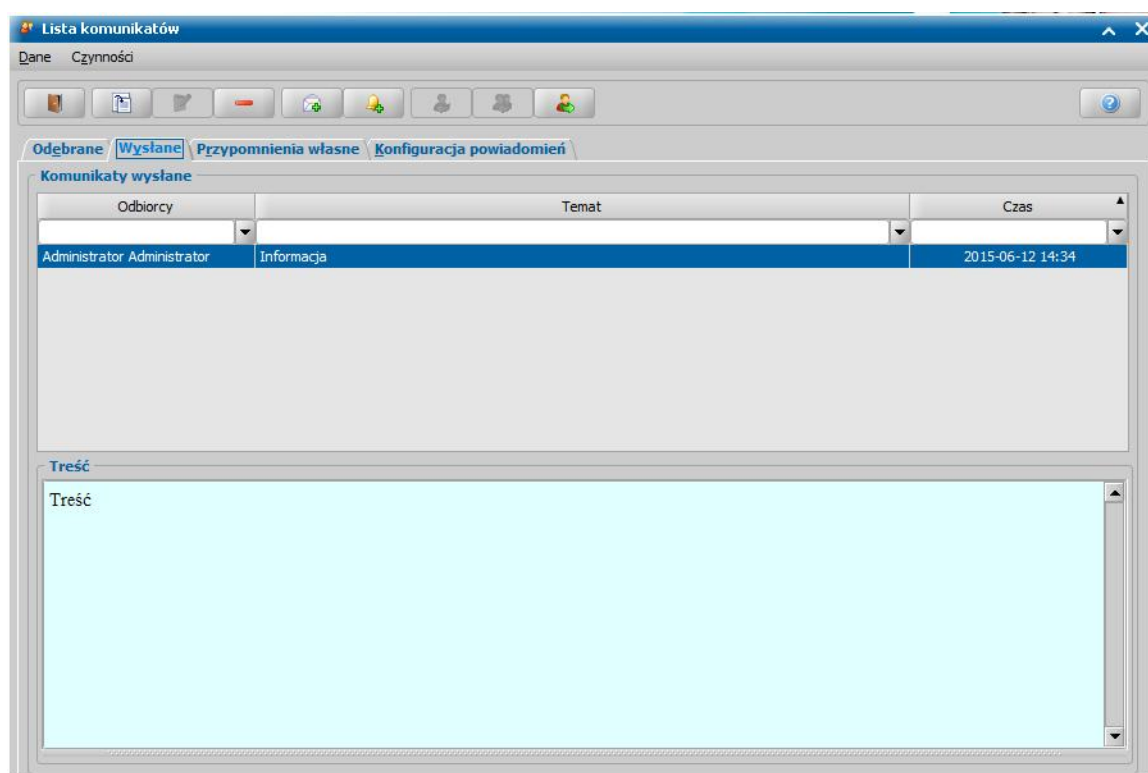 Lista komunikatów
Dane Czynności
Odebrane Wysłane Przypomnienia własne Konfiguracja powiadomień
Komunikaty wysłane
Odbiorcy Temat Czas
Administrator Administrator Informacja 2015-06-12 14:34
Treść
Treść